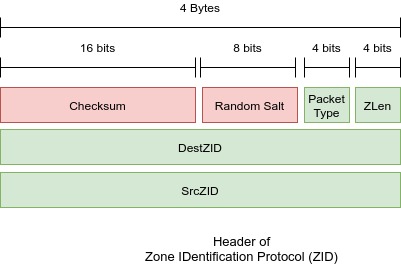 4 Bytes
16 bits
8 bits
4 bits
4 bits
Checksum
Random Salt
Packet
Type
ZLen
DestZID
SrcZID
Header of
Zone IDentification Protocol (ZID)